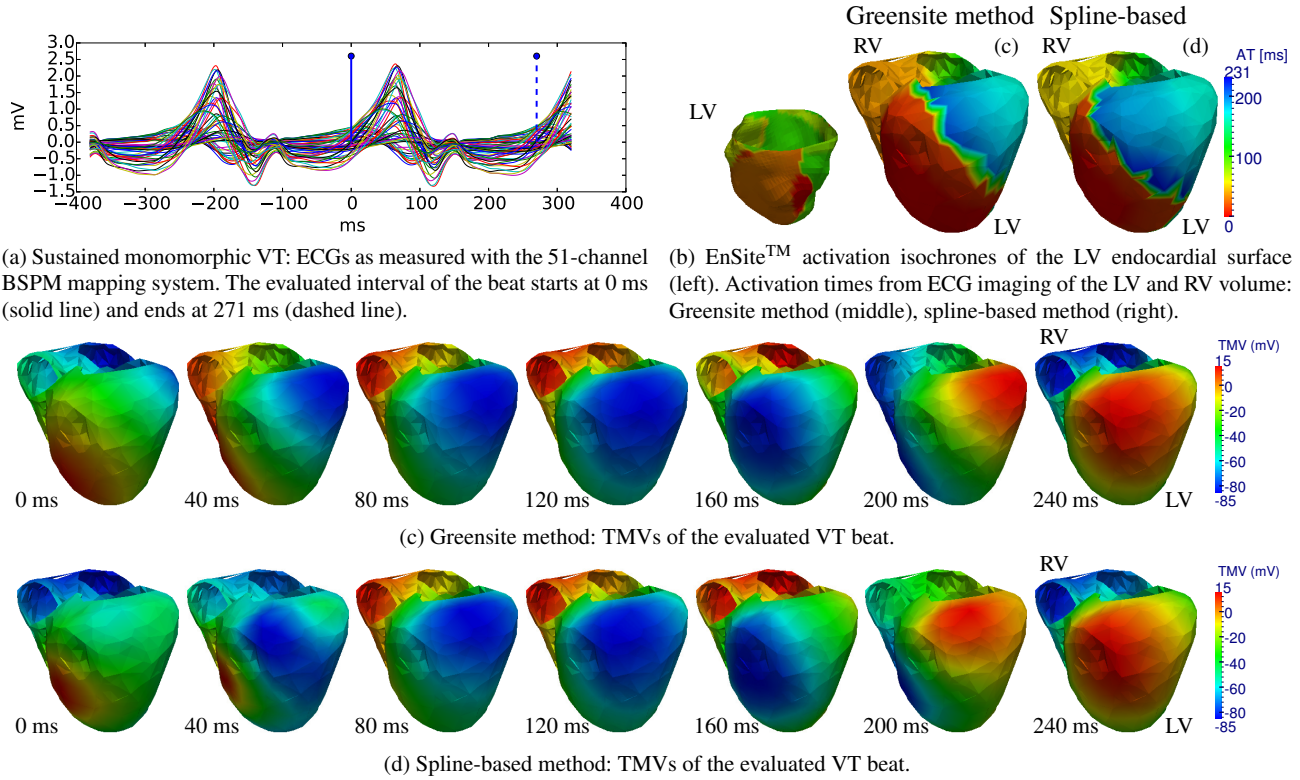 Greensite method Spline-based
3.0
2.5
2.0
1.5
1.0
0.5
0.0
−0.5
−1.0
−1.5
mV
−400 −300 −200 −100 0 100 200 300 400
ms
RV (c) RV (d)
AT [ms]
231
200
100
0
LV
LV LV
(a) Sustained monomorphic VT: ECGs as measured with the 51-channel
BSPM mapping system. The evaluated interval of the beat starts at 0 ms
(solid line) and ends at 271 ms (dashed line).
(b) EnSite™ activation isochrones of the LV endocardial surface
(left). Activation times from ECG imaging of the LV and RV volume:
Greensite method (middle), spline-based method (right).
RV
TMV (mV)
15
0
-20
-40
-60
-80
-85
0 ms 40 ms 80 ms 120 ms 160 ms 200 ms 240 ms LV
(c) Greensite method: TMVs of the evaluated VT beat.
RV
TMV (mV)
15
0
-20
-40
-60
-80
-85
0 ms 40 ms 80 ms 120 ms 160 ms 200 ms 240 ms LV
(d) Spline-based method: TMVs of the evaluated VT beat.